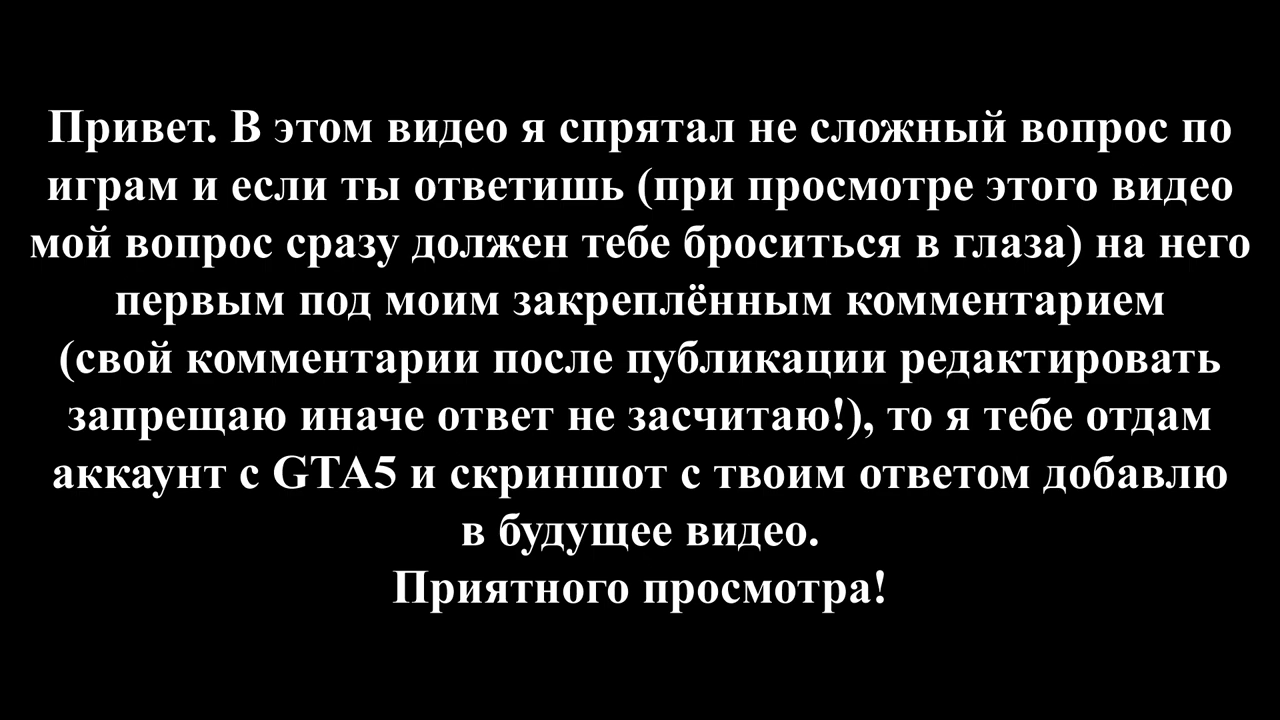 Привет. В этом видео я спрятал не сложный вопрос по
играм и если ты ответишь (при просмотре этого видео
мой вопрос сразу должен тебе броситься в глаза) на него
первым под моим закреплённым комментарием
(свой комментарии после публикации редактировать
запрещаю иначе ответ не засчитаю!), то я тебе отдам
аккаунт с GTA5 и скриншот с твоим ответом добавлю
в будущее видео.
Приятного просмотра!